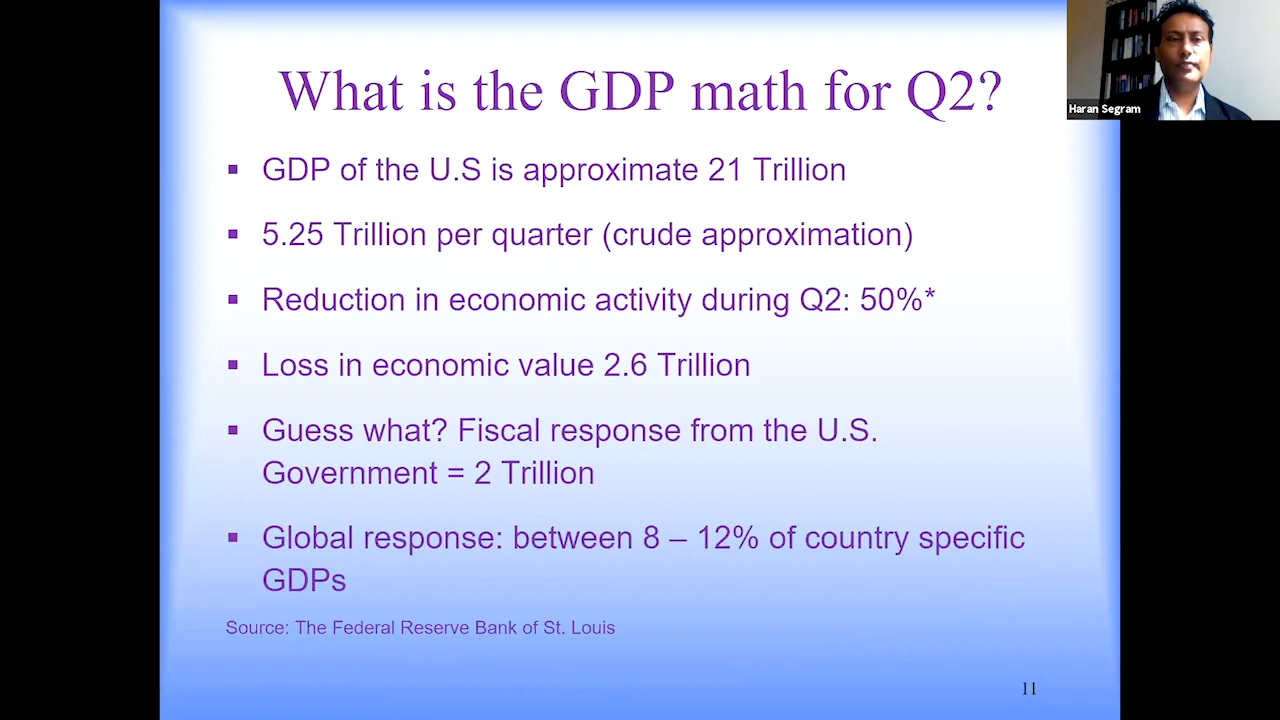 What is the GDP math for Q2?
Haran Segram
▪ GDP of the U.S is approximate 21 Trillion
▪ 5.25 Trillion per quarter (crude approximation)
▪ Reduction in economic activity during Q2: 50%*
▪ Loss in economic value 2.6 Trillion
▪ Guess what? Fiscal response from the U.S.
Government = 2 Trillion
▪ Global response: between 8 – 12% of country specific
GDPs
Source: The Federal Reserve Bank of St. Louis
11